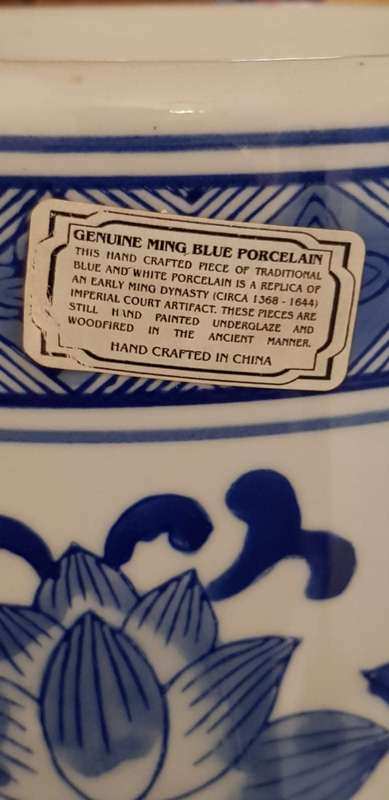 GENUINE MING BLUE PORCELAIN
THIS HAND CRAFTED PIECE OF TRADITIONAL
BLUE AND WHITE PORCELAIN IS A REPLICA OF
AN EARLY MING DYNASTY (CIRCA 1368 - 1644)
IMPERIAL COURT ARTIFACT. THESE PIECES ARE
STILL HAND PAINTED UNDERGLAZE AND
WOODFIRED IN THE ANCIENT MANNER.
HAND CRAFTED IN CHINA